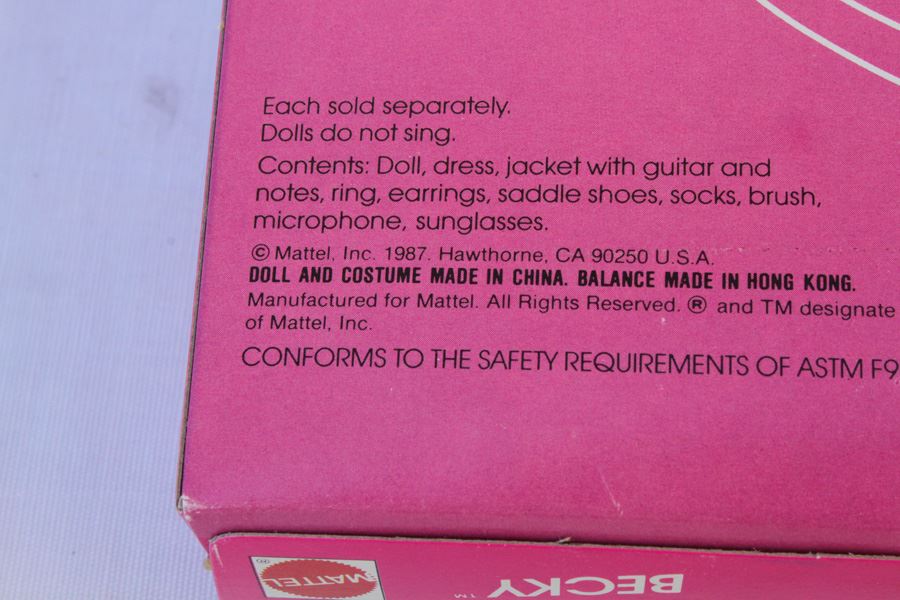 Each sold separately.
Dolls do not sing.
Contents: Doll, dress, jacket with guitar and
notes, ring, earrings, saddle shoes, socks, brush,
microphone, sunglasses.
© Mattel, Inc. 1987. Hawthorne, CA 90250 U.S.A.
DOLL AND COSTUME MADE IN CHINA. BALANCE MADE IN HONG KONG.
Manufactured for Mattel. All Rights Reserved. ® and TM designate
of Mattel, Inc.
CONFORMS TO THE SAFETY REQUIREMENTS OF ASTM F9
MATTEL ®
BECKY ™